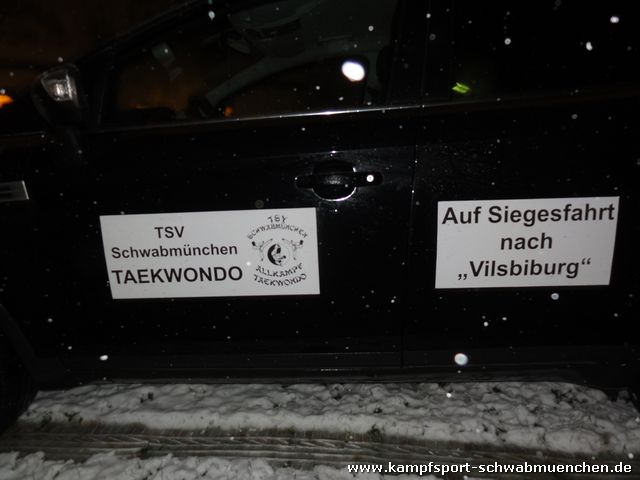 TSV
Schwabmünchen
TAEKWONDO
TSV
SCHWABMÜNCHEN
ALLKAMPF
TAEKWONDO
Auf Siegesfahrt
nach
„Vilsbiburg“
www.kampfsport-schwabmuenchen.de